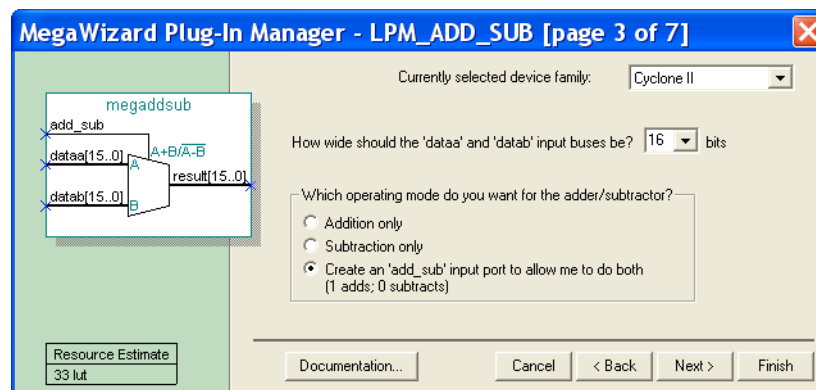 MegaWizard Plug-In Manager - LPM_ADD_SUB [page 3 of 7]
Currently selected device family:
Cyclone II
megaddsub
add_sub
A+B/A-B
dataa[15..0]
A
result[15..0]
datab[15..0]
B
How wide should the 'dataa' and 'datab' input buses be?
16
bits
Which operating mode do you want for the adder/subtractor?
Addition only
Subtraction only
Create an 'add_sub' input port to allow me to do both
(1 adds; 0 subtracts)
Resource Estimate
33 lut
Documentation...
Cancel
< Back
Next >
Finish